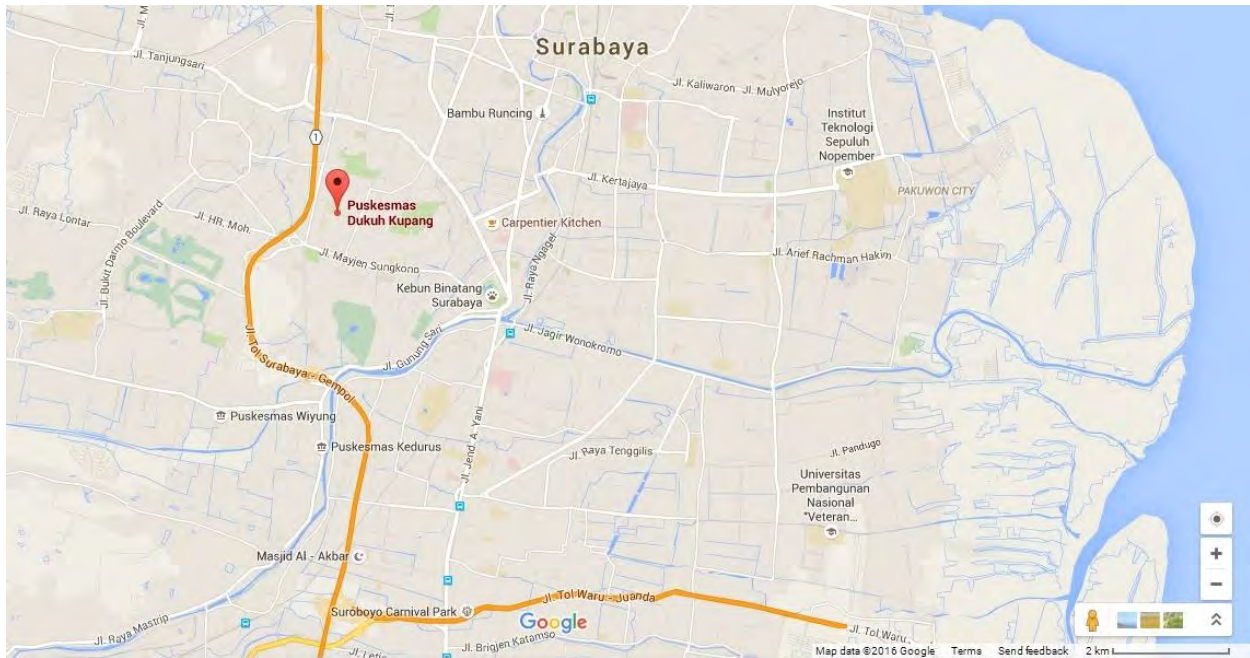 Surabaya
Jl. M
Jl. Tanjungsari
Jl. Kaliwaron
Jl. Mulyorejo
Bambu Runcing
Institut
Teknologi
Sepuluh
Nopember
1
Jl. Kertajaya
PAKUWON CITY
Puskesmas
Dukuh Kupang
Jl. Raya Lontar
Jl. HR. Moh.
Carpentier Kitchen
Jl. Bukit Darmo Boulevard
Jl. Mayjen Sungkono
Jl. Raya Ngagel
Jl. Arief Rachman Hakim
Kebun Binatang
Surabaya
Jl. Gunung Sari
Jl. Jagir Wonokromo
Jl. Tol Surabaya - Gempol
Puskesmas Wiyung
Jl. Jend. A. Yani
Puskesmas Kedurus
Jl. Raya Tenggilis
Jl. Pandugo
Universitas
Pembangunan
Nasional
"Veteran...
Masjid Al - Akbar
Suroboyo Carnival Park
Jl. Tol Waru - Juanda
Google
Jl. Tol Waru
Jl. Raya Mastrip
Jl. Brigjen Katamso
Map data ©2016 Google Terms Send feedback 2 km